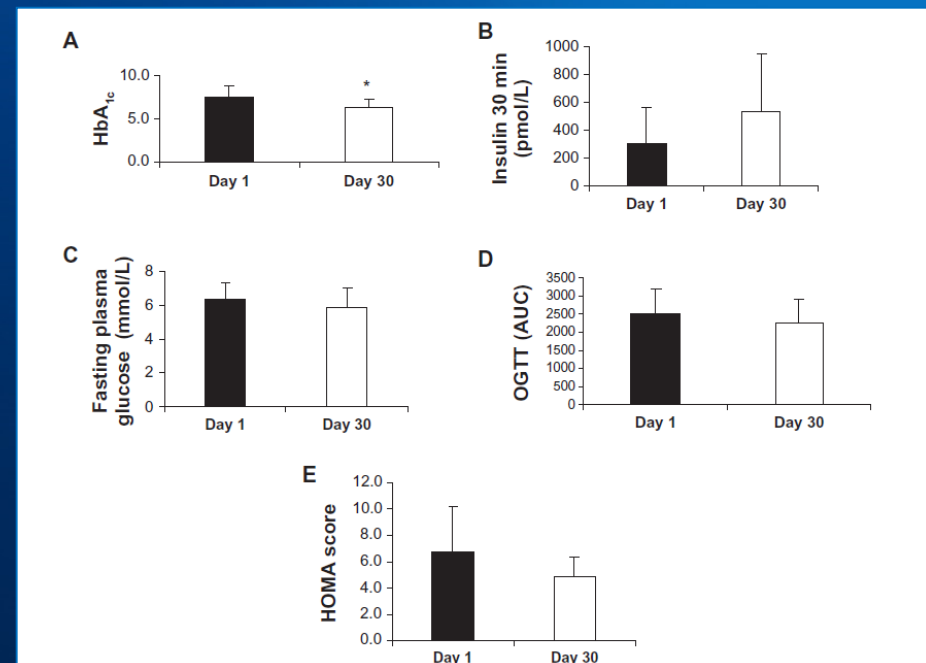 A
HbA1c
10.0
5.0
0.0
*
Day 1 Day 30
B
Insulin 30 min
(pmol/L)
1000
800
600
400
200
0
Day 1 Day 30
C
Fasting plasma
glucose (mmol/L)
8
6
4
2
0
Day 1 Day 30
D
OGTT (AUC)
3500
3000
2500
2000
1500
1000
500
0
Day 1 Day 30
E
HOMA score
12.0
10.0
8.0
6.0
4.0
2.0
0.0
Day 1 Day 30